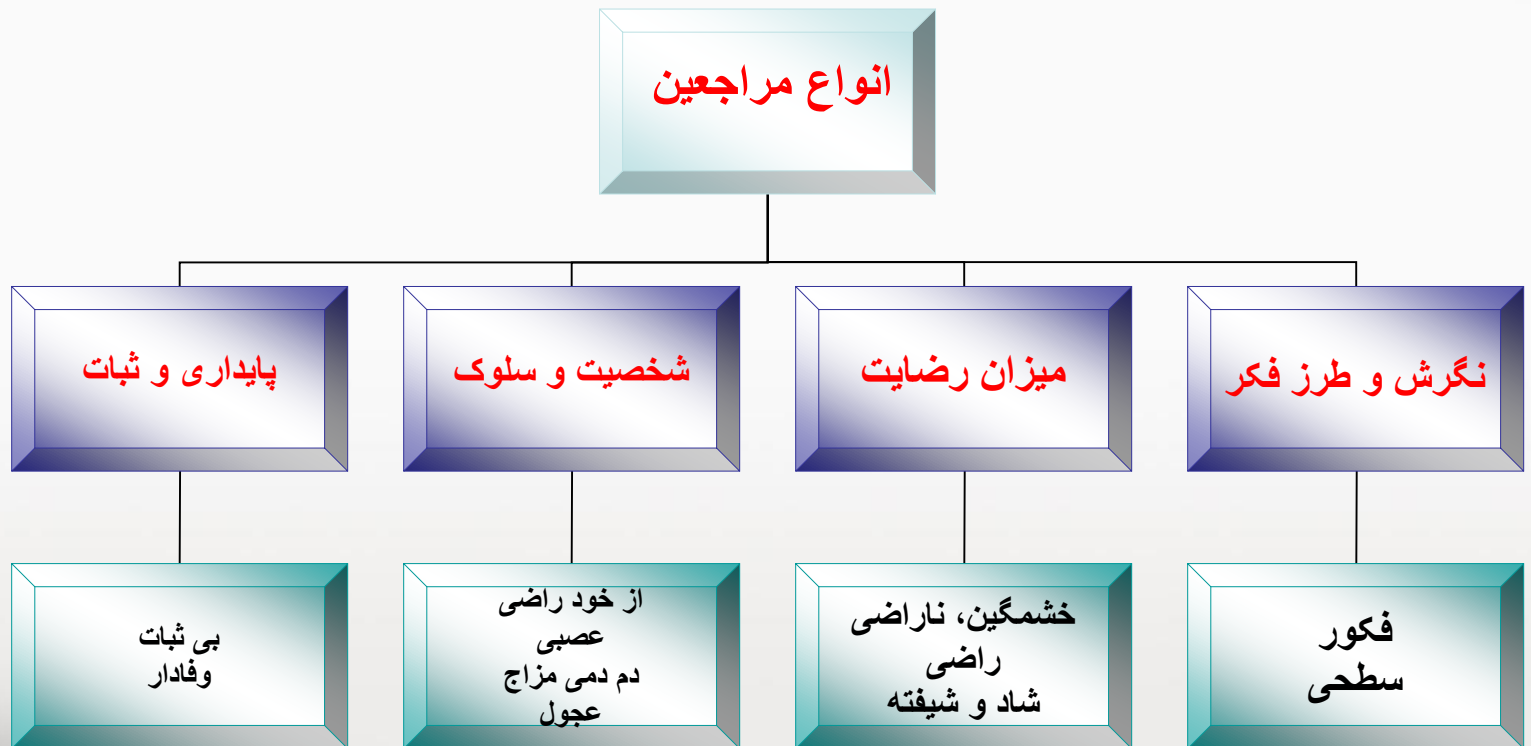 انواع مراجعین
نگرش و طرز فکر
میزان رضایت
شخصیت و سلوک
پایداری و ثبات
فکور
سطحی
خشمگین، ناراضی
راضی
شاد و شیفته
از خود راضی
عصبی
دم دمی مزاج
عجول
بی ثبات
وفادار